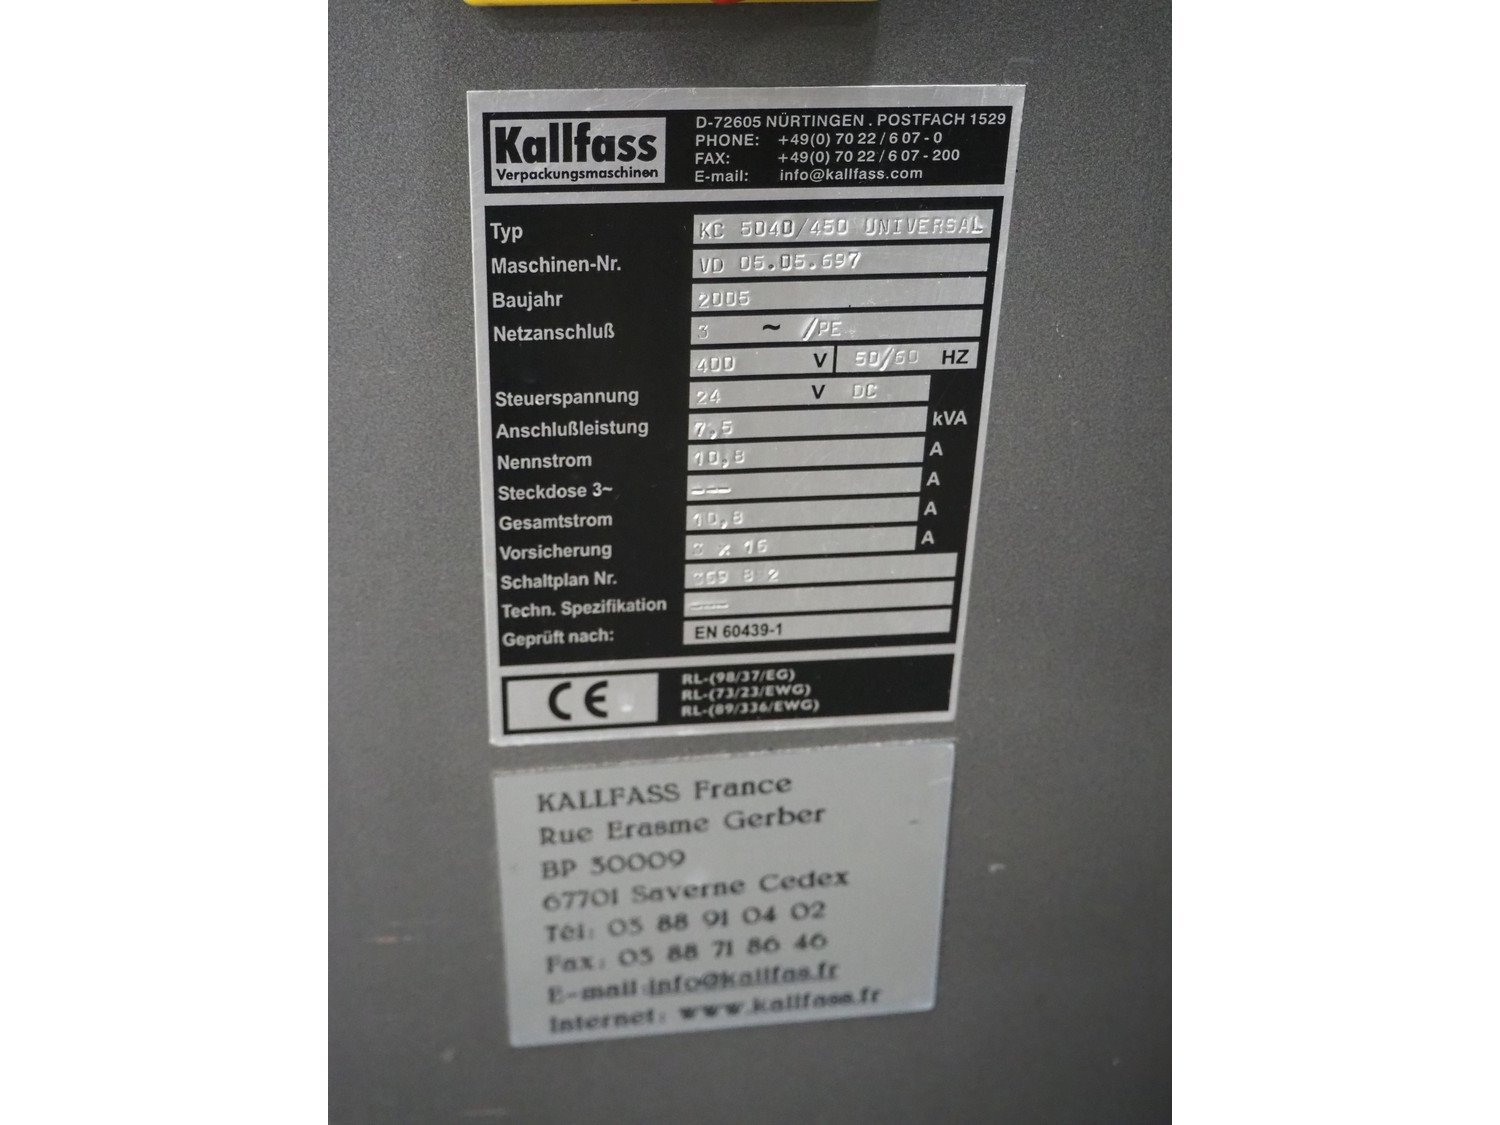 Kallfass
Verpackungsmaschinen
D-72605 NÜRTINGEN . POSTFACH 1529
PHONE: +49(0) 70 22 / 6 07 - 0
FAX: +49(0) 70 22 / 6 07 - 200
E-mail: info@kallfass.com
Typ KC 5040/450 UNIVERSAL
Maschinen-Nr. VD 05.05.697
Baujahr 2005
Netzanschluß 3 ~ /PE
400 V 50/60 HZ
Steuerspannung 24 V DC
Anschlußleistung 7,5 kVA
Nennstrom 10,8 A
Steckdose 3~ --- A
Gesamtstrom 10,8 A
Vorsicherung 3 x 16 A
Schaltplan Nr. 8 2
Techn. Spezifikation ---
Geprüft nach: EN 60439-1
CE
RL-(98/37/EG)
RL-(73/23/EWG)
RL-(89/336/EWG)
KALLFASS France
Rue Erasme Gerber
BP 30009
67701 Saverne Cedex
Tél: 03 88 91 04 02
Fax: 03 88 71 86 46
E-mail info@kallfas.fr
Internet: www.kallfass.fr